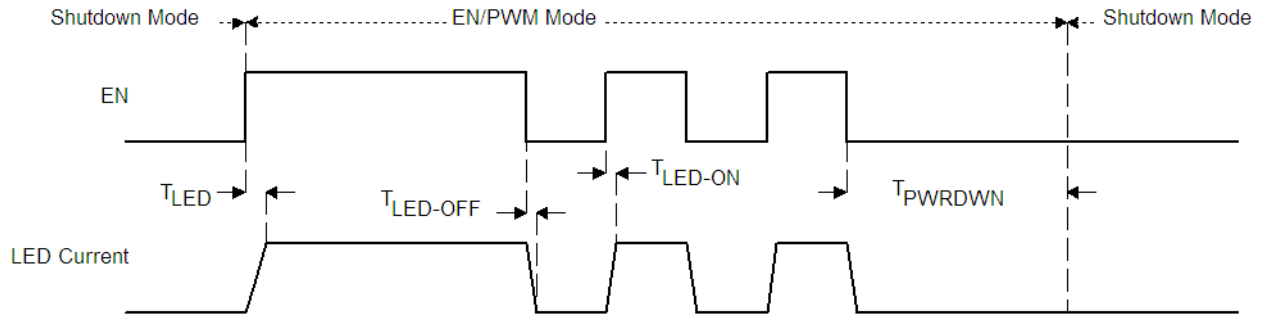 Shutdown Mode
EN/PWM Mode
Shutdown Mode
EN
TLED
TLED-OFF
TLED-ON
TPWRDWN
LED Current